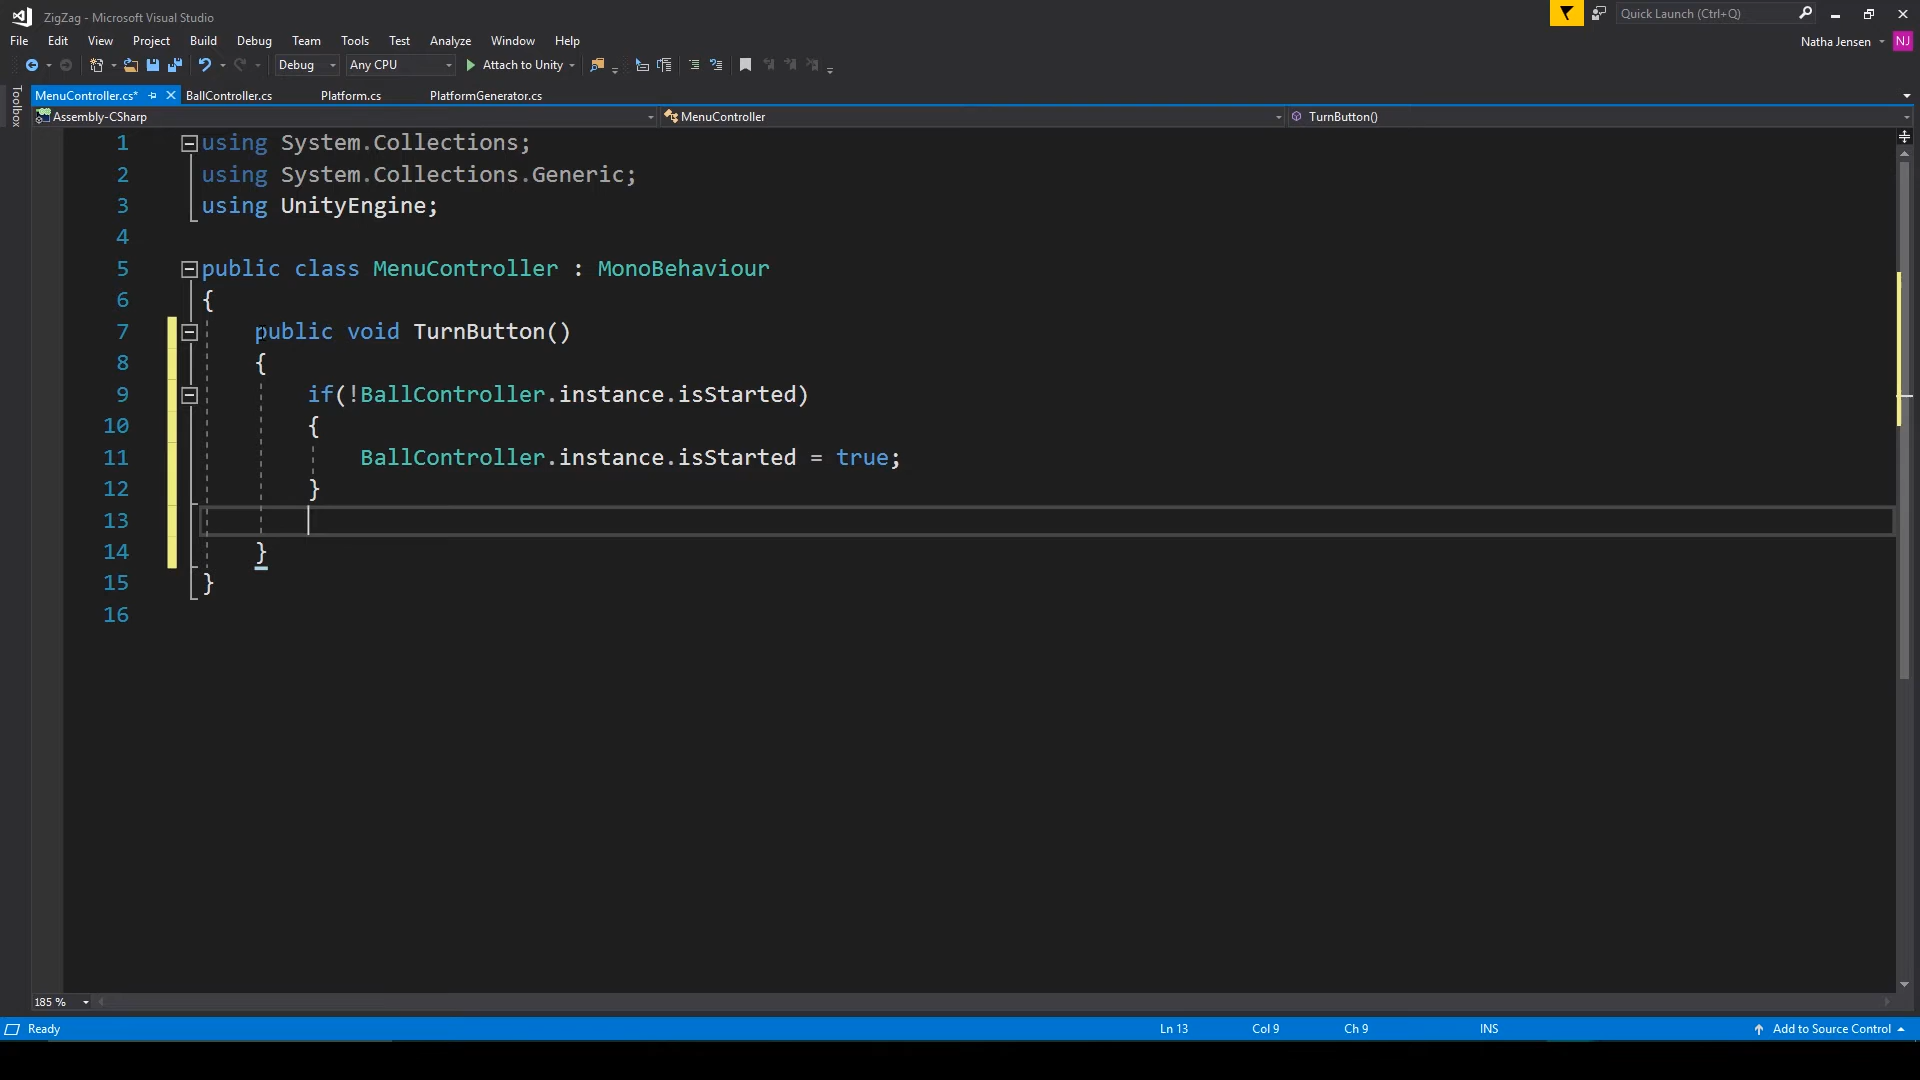 ZigZag - Microsoft Visual Studio
Quick Launch (Ctrl+Q)
File Edit View Project Build Debug Team Tools Test Analyze Window Help
Natha Jensen NJ
Debug Any CPU Attach to Unity
Toolbox
MenuController.cs* BallController.cs Platform.cs PlatformGenerator.cs
Assembly-CSharp MenuController TurnButton()
1 using System.Collections;
2 using System.Collections.Generic;
3 using UnityEngine;
4
5 public class MenuController : MonoBehaviour
6 {
7 public void TurnButton()
8 {
9 if(!BallController.instance.isStarted)
10 {
11 BallController.instance.isStarted = true;
12 }
13
14 }
15 }
16
185 %
Ready Ln 13 Col 9 Ch 9 INS Add to Source Control